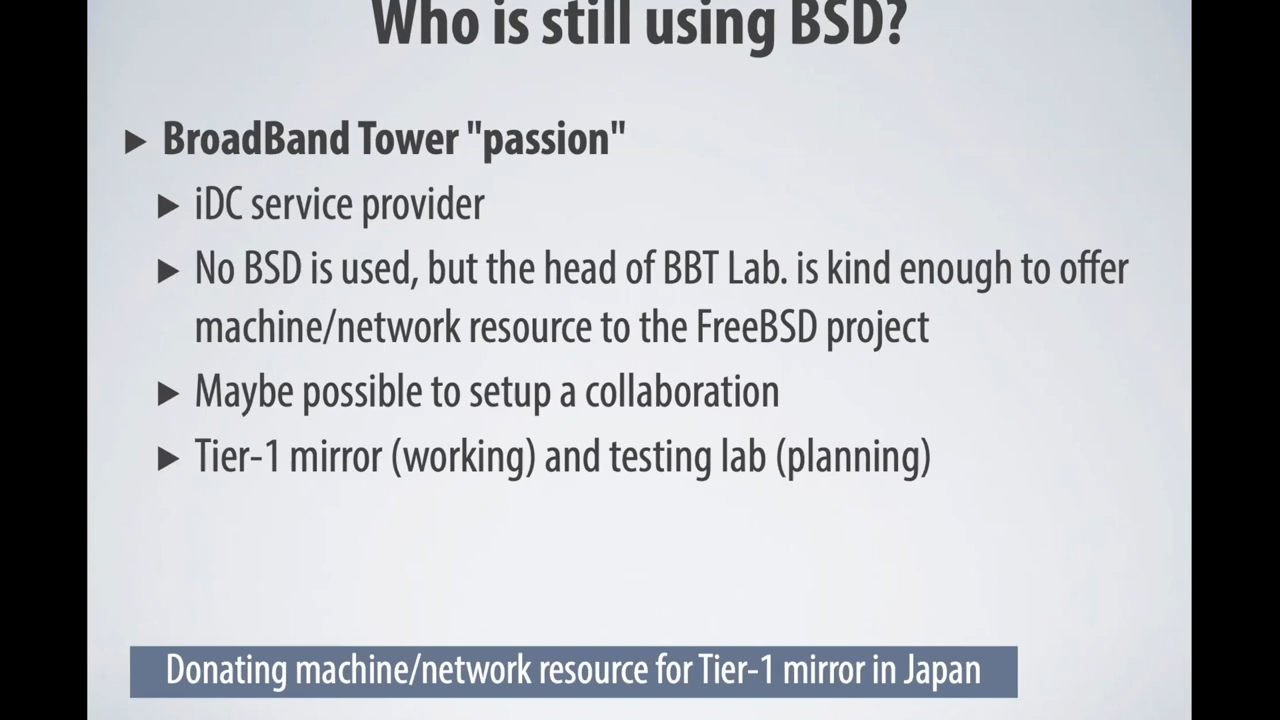 Who is still using BSD?
▶ BroadBand Tower "passion"
▶ iDC service provider
▶ No BSD is used, but the head of BBT Lab. is kind enough to offer
machine/network resource to the FreeBSD project
▶ Maybe possible to setup a collaboration
▶ Tier-1 mirror (working) and testing lab (planning)
Donating machine/network resource for Tier-1 mirror in Japan